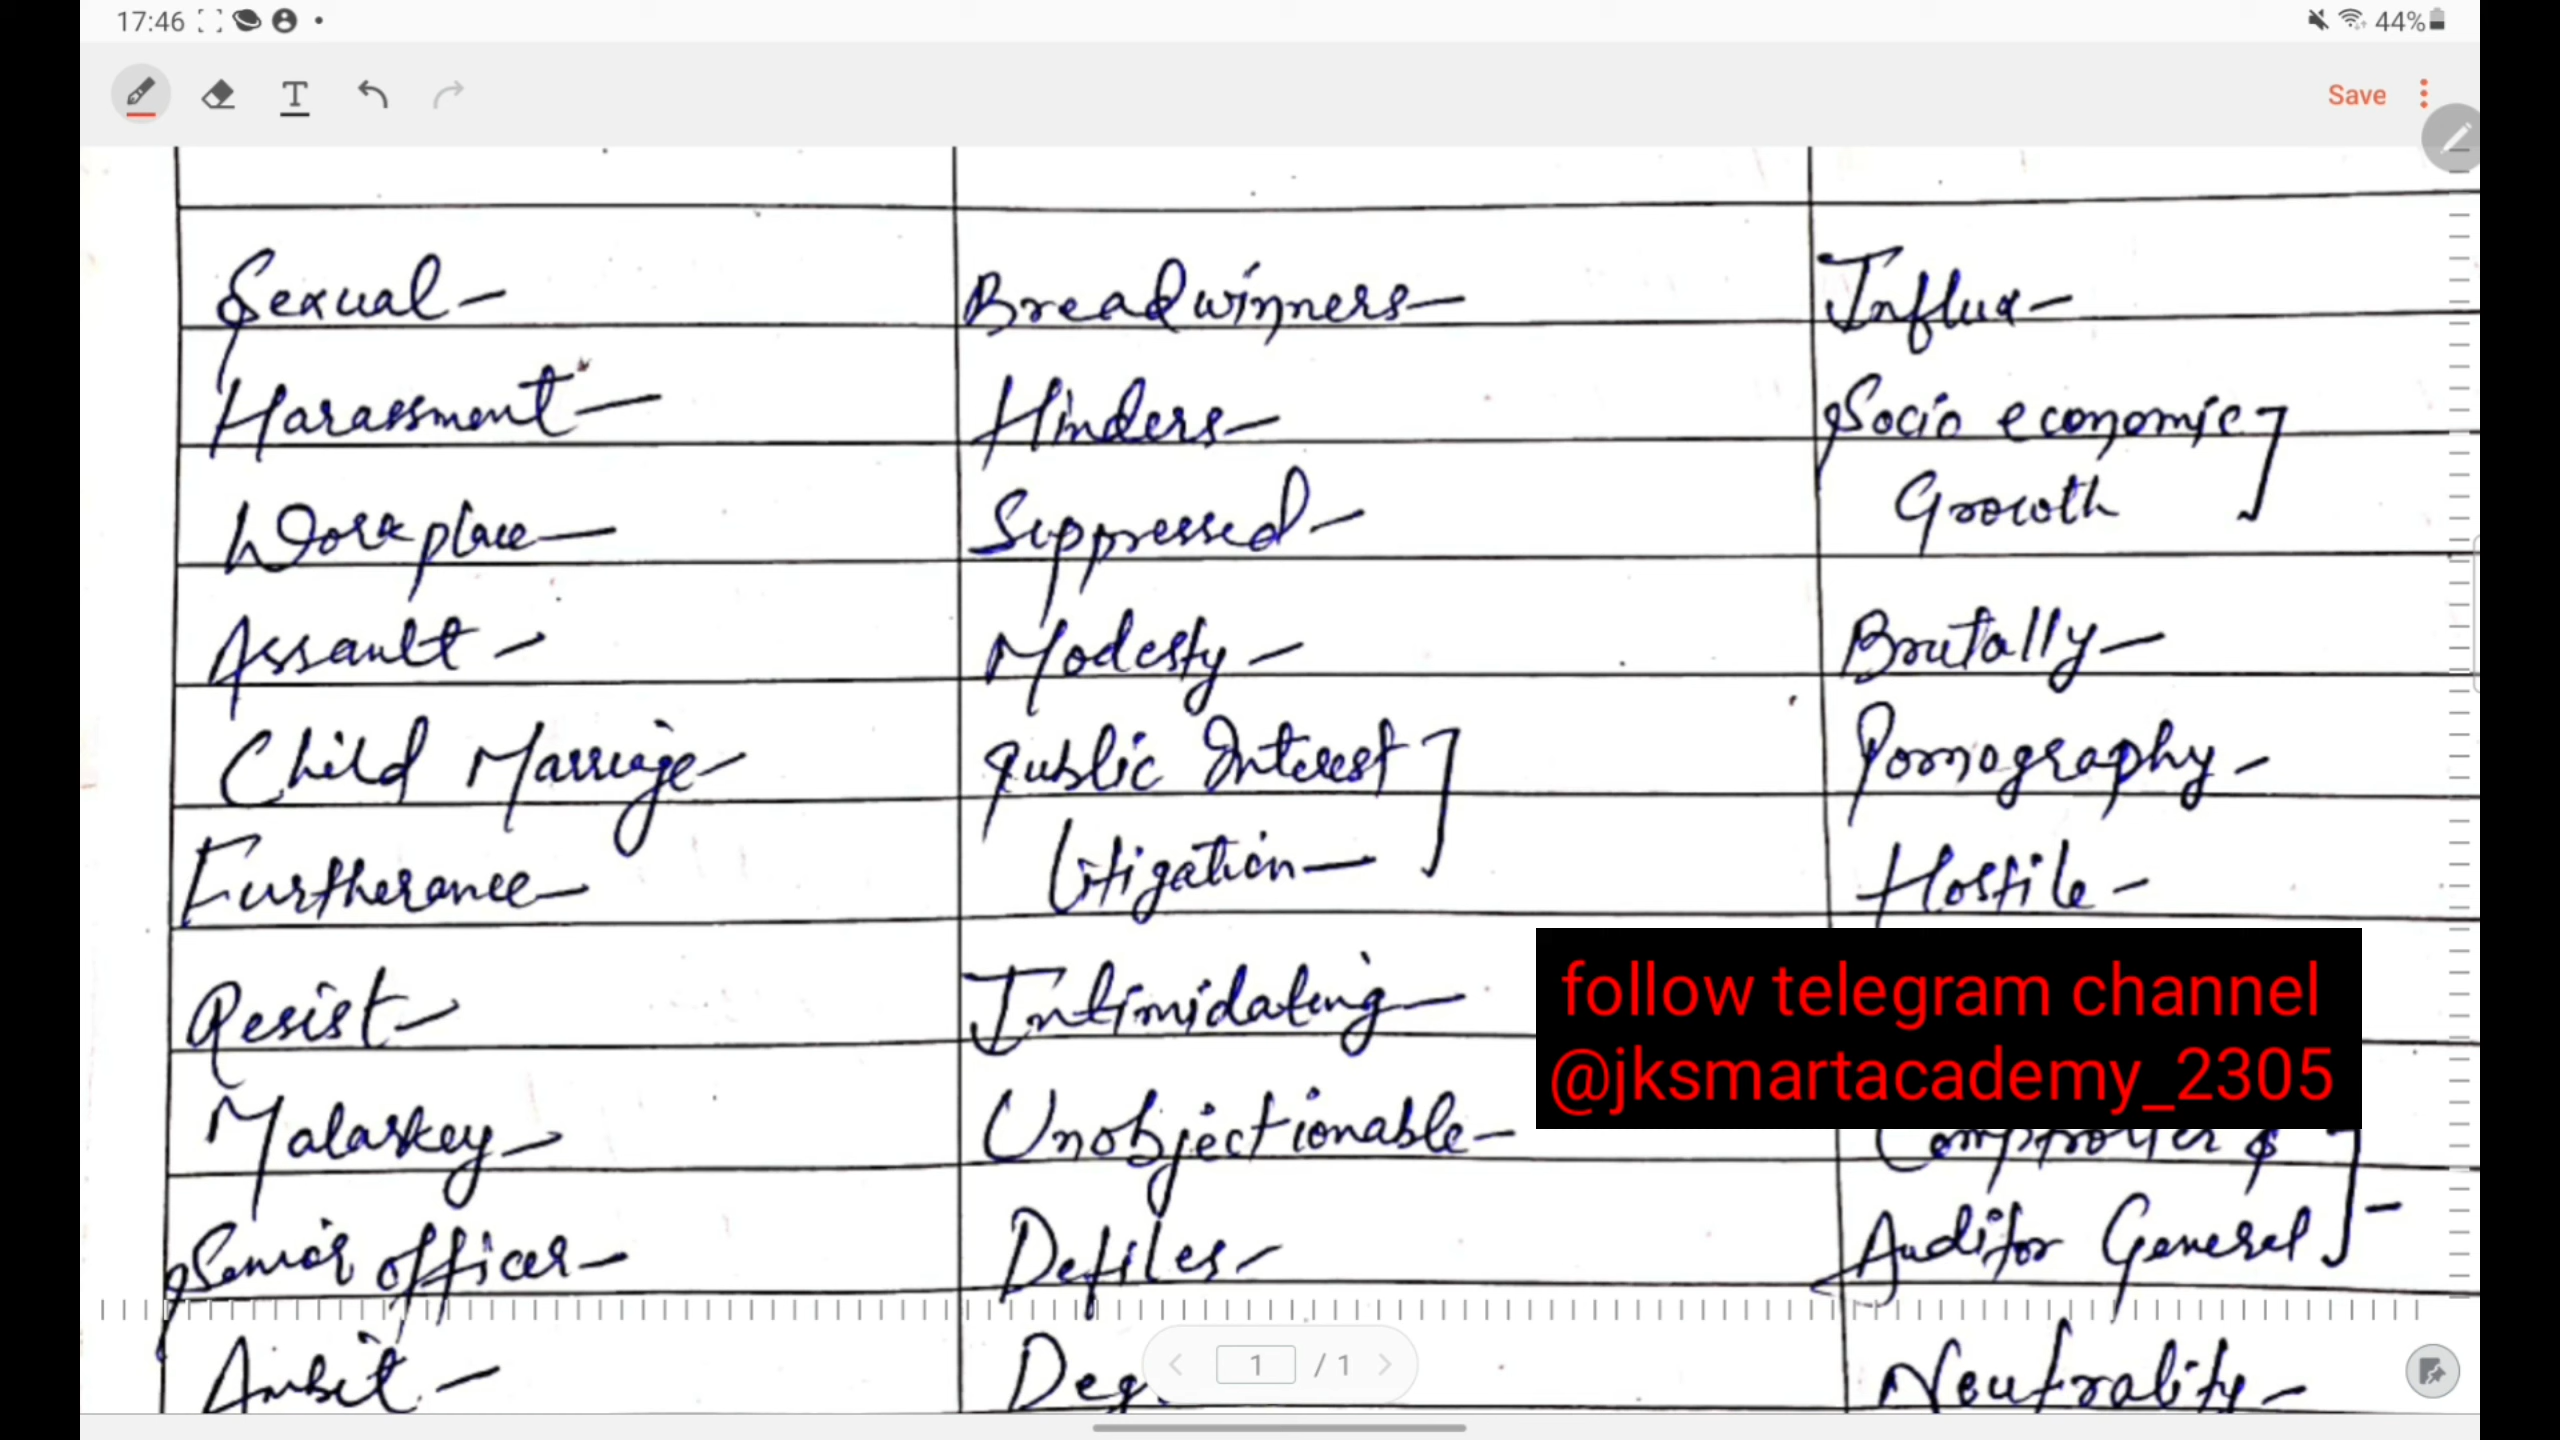 17:46
44%
T
Save
Sexual - Breadwinners - Influx -
Harassment - Hinders - Socio economic
Growth
Workplace - Suppressed -
Assault - Modesty - Brutally -
Child Marriage - Public Interest Pornography -
Furtherance - Litigation - Hostile -
Resist - Intimidating -
follow telegram channel
@jksmartacademy_2305
Malaskey - Unobjectionable - Comptroller &
Senior officer - Defiles - Auditor General -
Ambit - Neutrality -
1 / 1